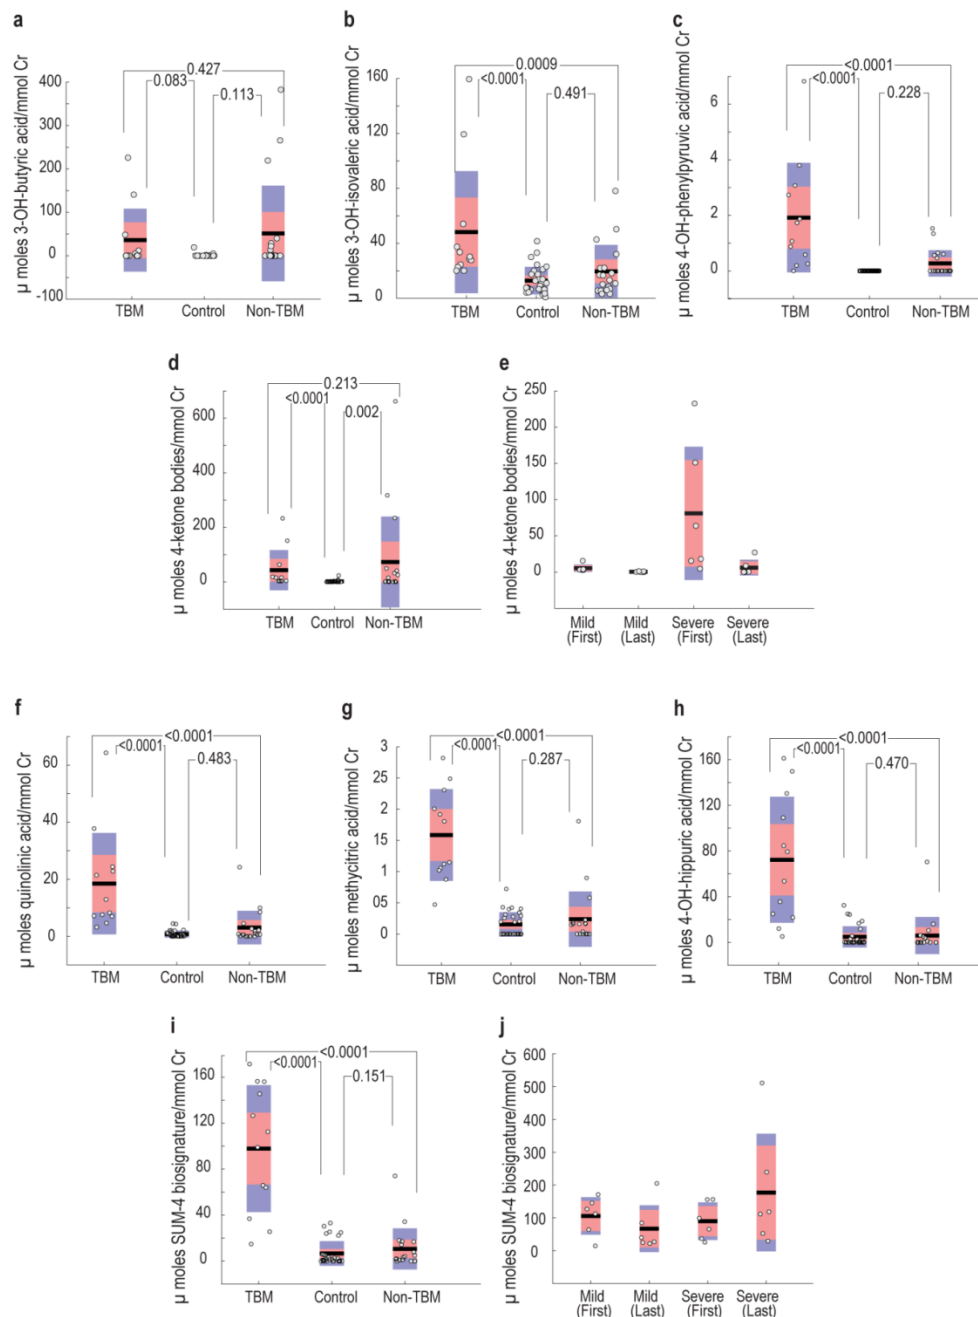 a
μ moles 3-OH-butyric acid/mmol Cr
0.427
0.083
0.113
400
300
200
100
0
-100
TBM Control Non-TBM
b
μ moles 3-OH-isovaleric acid/mmol Cr
0.0009
<0.0001
0.491
160
120
80
40
0
TBM Control Non-TBM
c
μ moles 4-OH-phenylpyruvic acid/mmol Cr
<0.0001
<0.0001
0.228
6
4
2
0
TBM Control Non-TBM
d
μ moles 4-ketone bodies/mmol Cr
0.213
<0.0001
0.002
600
400
200
0
TBM Control Non-TBM
e
μ moles 4-ketone bodies/mmol Cr
250
200
150
100
50
0
Mild Mild Severe Severe
(First) (Last) (First) (Last)
f
μ moles quinolinic acid/mmol Cr
<0.0001
<0.0001
0.483
60
40
20
0
TBM Control Non-TBM
g
μ moles methycitric acid/mmol Cr
<0.0001
<0.0001
0.287
3
25
2
1.5
1
05
0
TBM Control Non-TBM
h
μ moles 4-OH-hippuric acid/mmol Cr
<0.0001
<0.0001
0.470
160
120
80
40
0
TBM Control Non-TBM
i
μ moles SUM-4 biosignature/mmol Cr
<0.0001
<0.0001
0.151
160
120
80
40
0
TBM Control Non-TBM
j
μ moles SUM-4 biosignature/mmol Cr
600
500
400
300
200
100
0
Mild Mild Severe Severe
(First) (Last) (First) (Last)